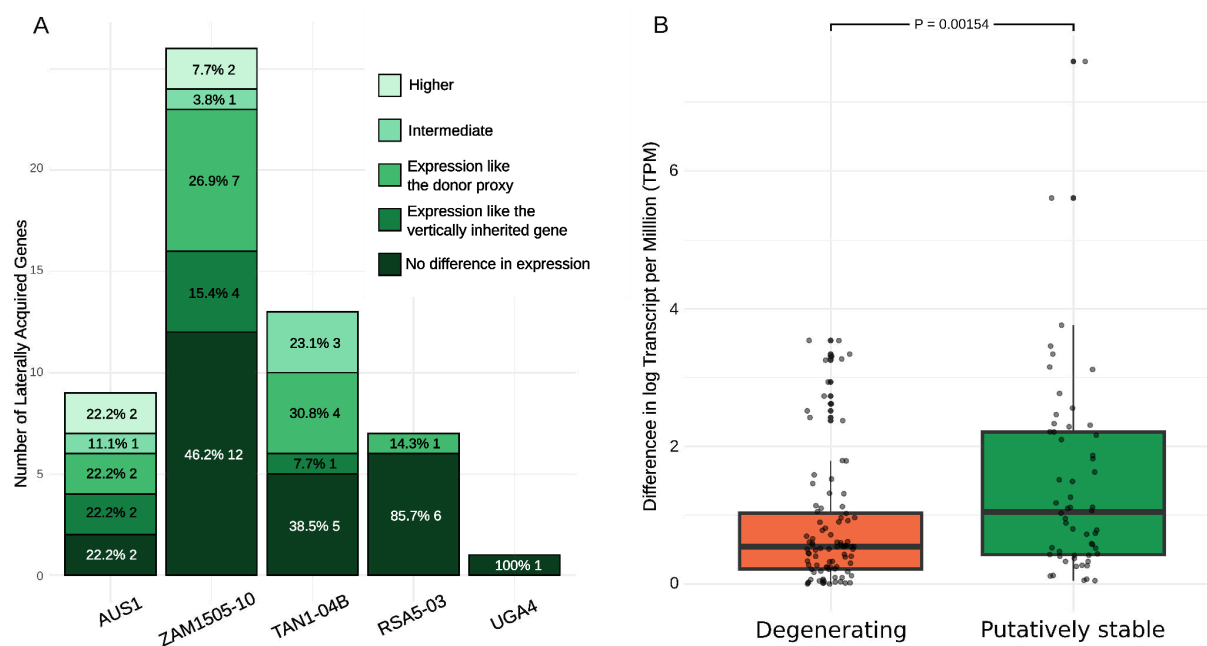 A
Number of Laterally Acquired Genes
20
15
10
5
0
7.7% 2
3.8% 1
26.9% 7
15.4% 4
46.2% 12
22.2% 2
11.1% 1
22.2% 2
22.2% 2
22.2% 2
23.1% 3
30.8% 4
7.7% 1
38.5% 5
14.3% 1
85.7% 6
100% 1
AUS1
ZAM1505-10
TAN1-04B
RSA5-03
UGA4
Higher
Intermediate
Expression like
the donor proxy
Expression like the
vertically inherited gene
No difference in expression
B
P = 0.00154
Differencee in log Transcript per Milllion (TPM)
6
4
2
0
Degenerating
Putatively stable